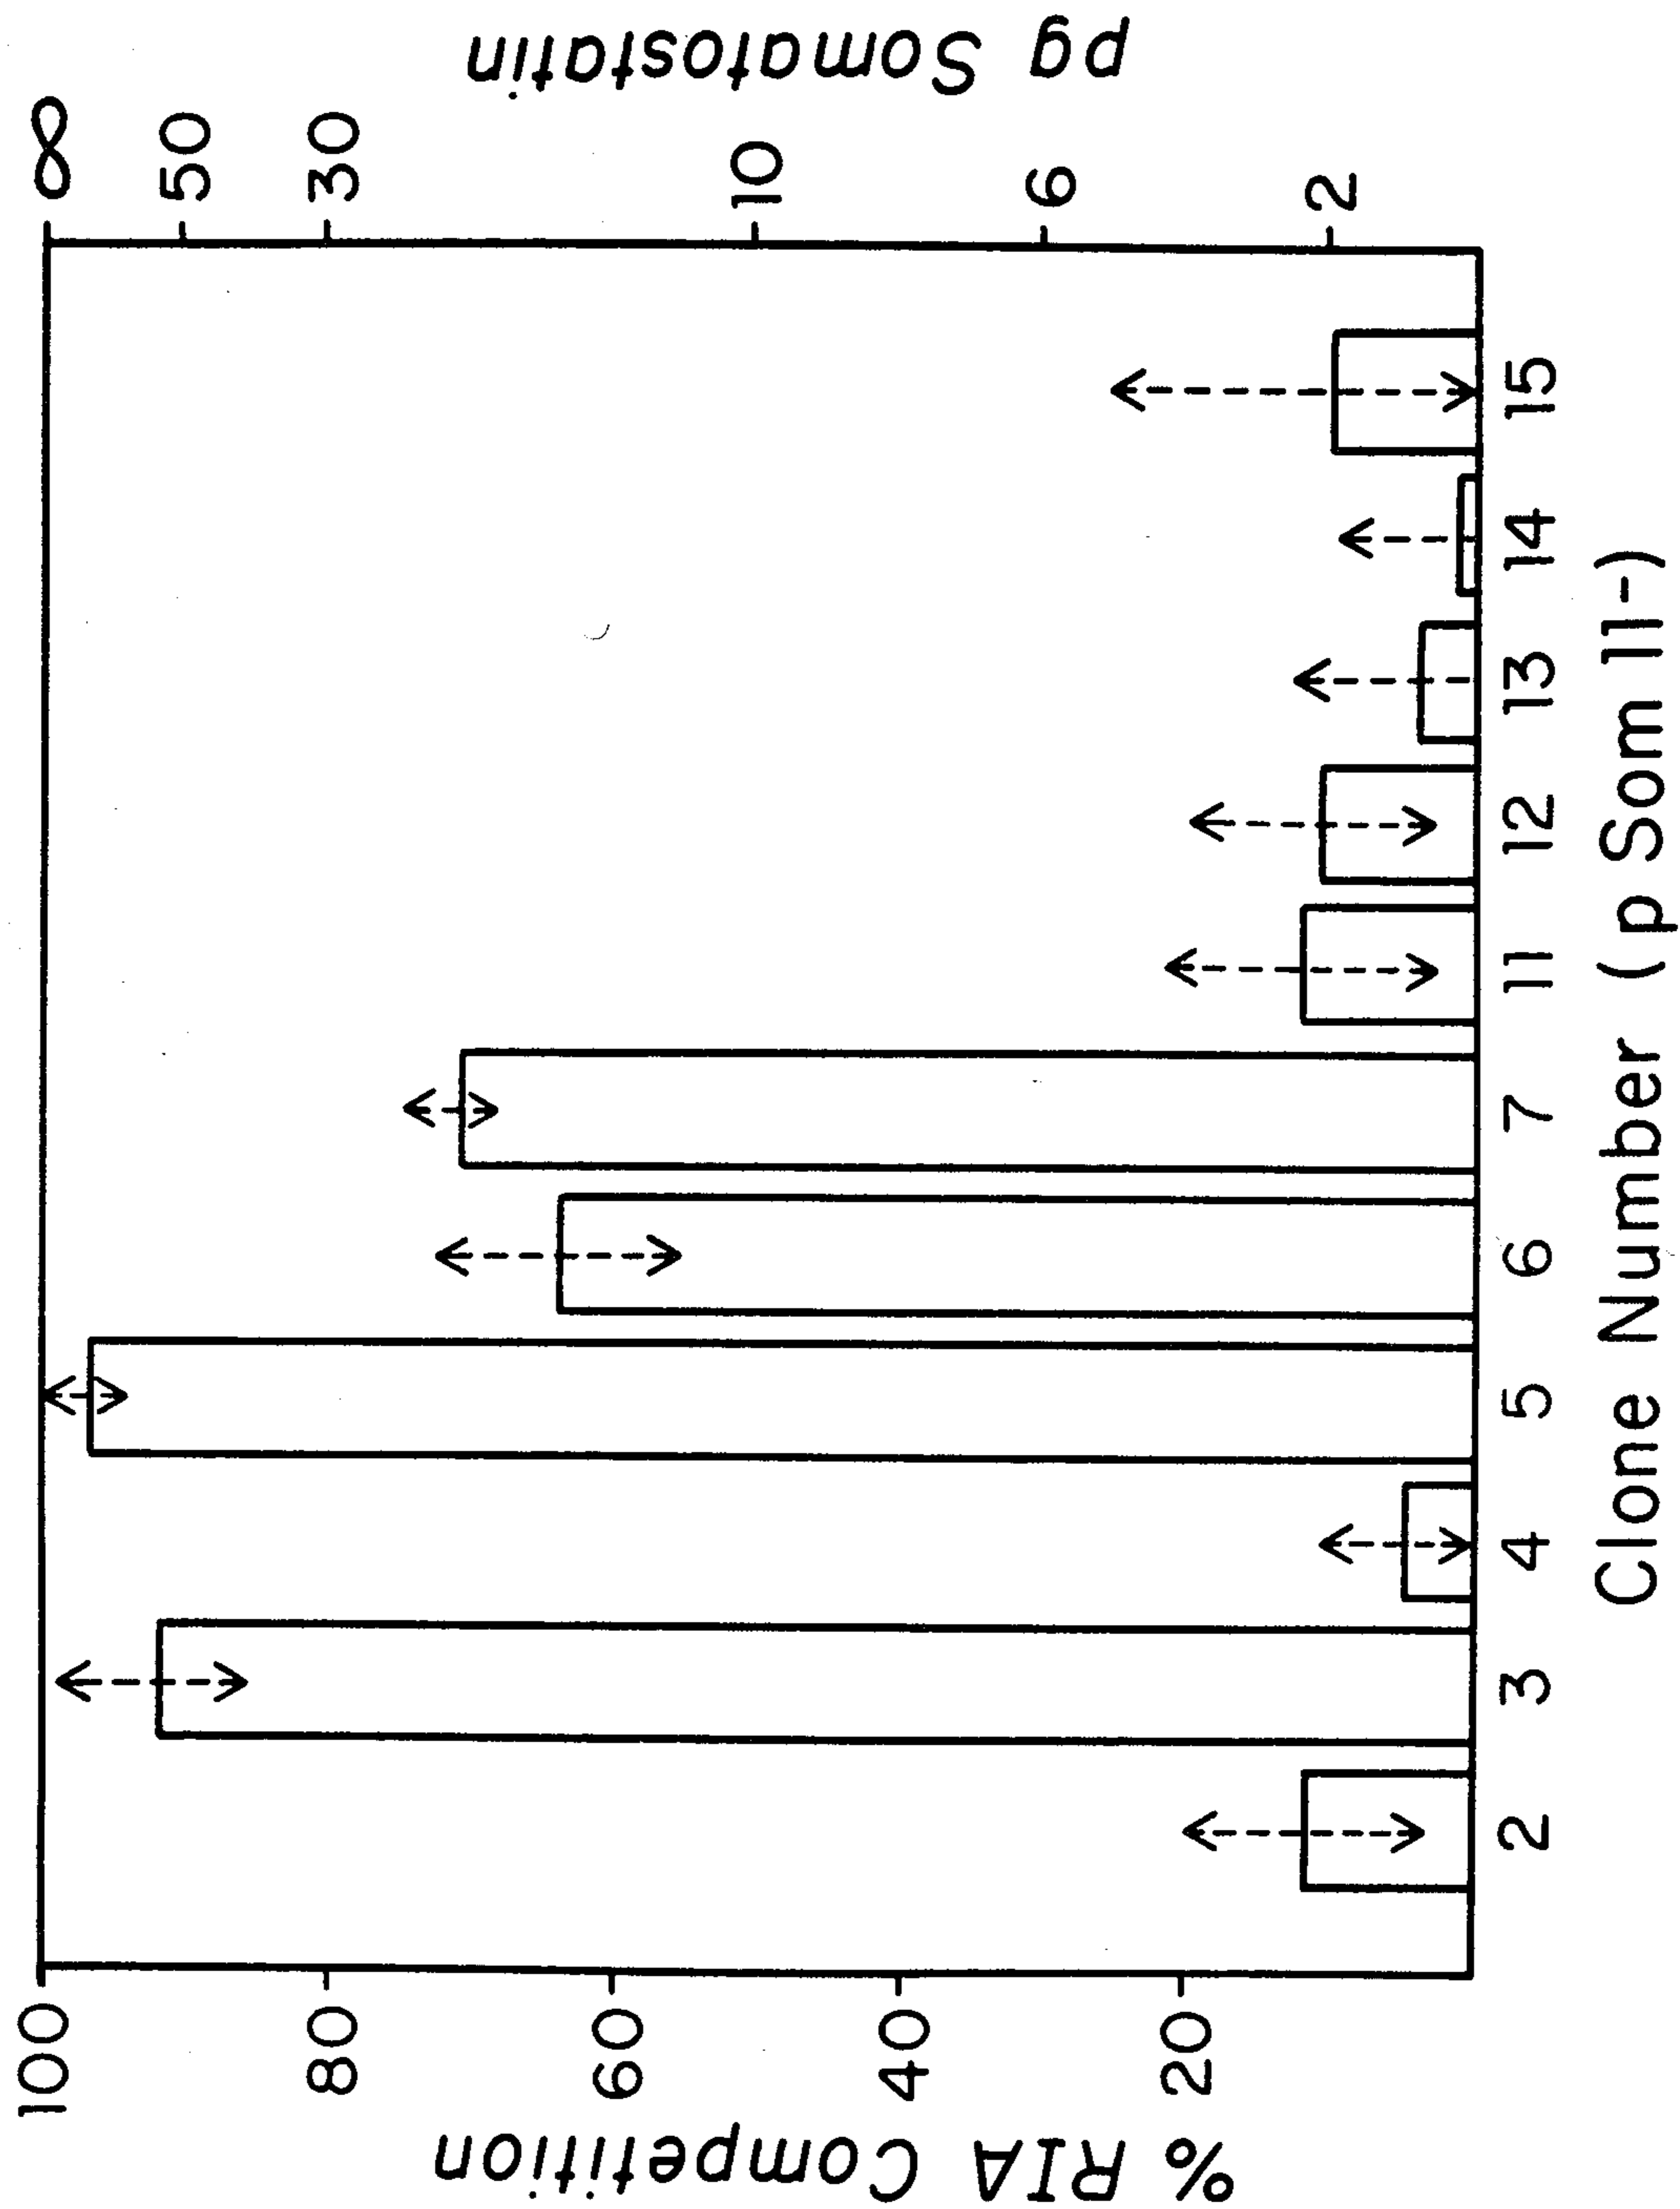 % RIA Competition
100
80
60
40
20
pg Somatostatin
∞
50
30
10
6
2
2 3 4 5 6 7 11 12 13 14 15
Clone Number (p Som 11-)